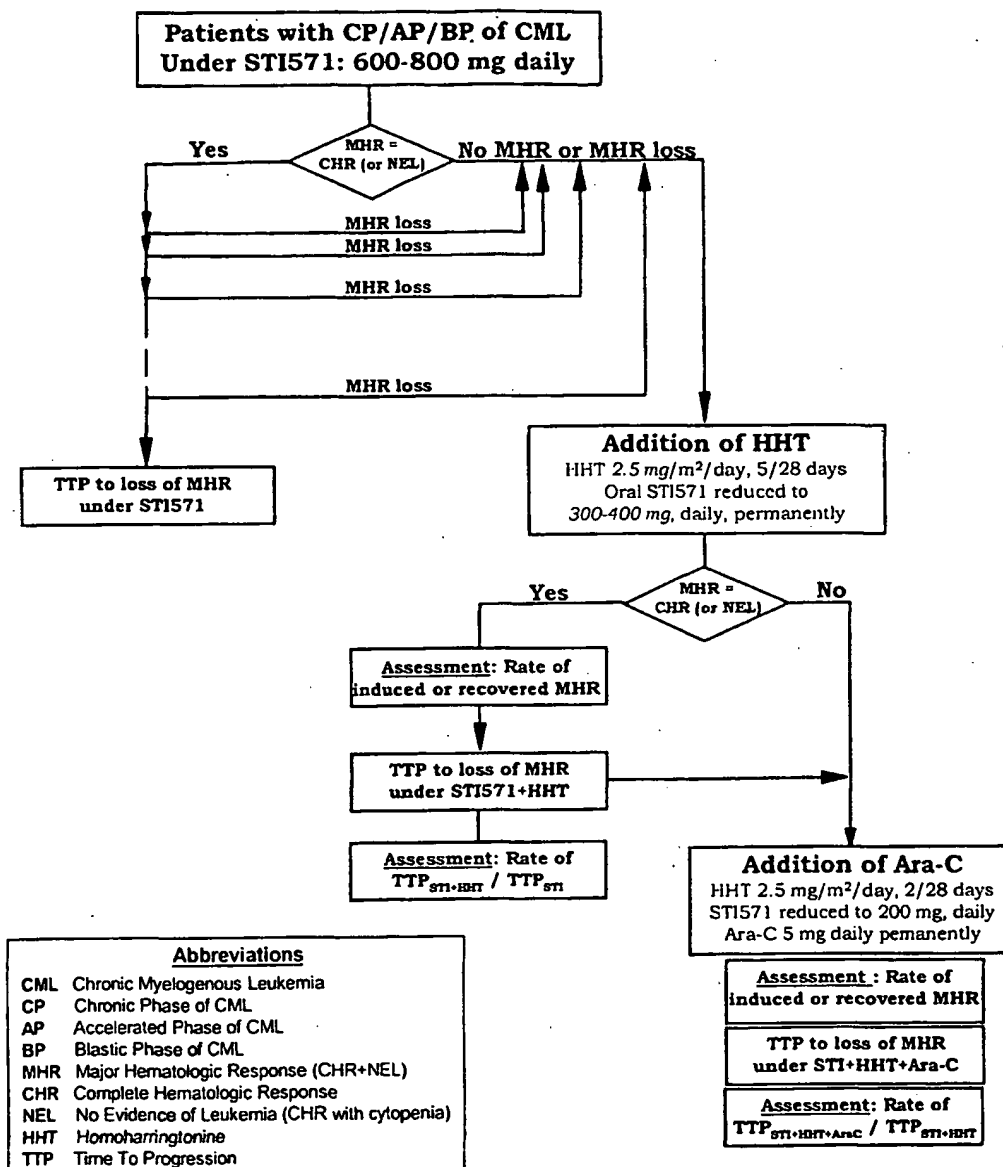 Patients with CP/AP/BP of CML
Under STI571: 600-800 mg daily
MHR =
CHR (or NEL)
Yes
No MHR or MHR loss
MHR loss
MHR loss
MHR loss
MHR loss
TTP to loss of MHR
under STI571
Addition of HHT
HHT 2.5 mg/m²/day, 5/28 days
Oral STI571 reduced to
300-400 mg, daily, permanently
MHR =
CHR (or NEL)
Yes
No
Assessment: Rate of
induced or recovered MHR
TTP to loss of MHR
under STI571+HHT
Assessment: Rate of
TTP STI+HHT / TTP STI
Addition of Ara-C
HHT 2.5 mg/m²/day, 2/28 days
STI571 reduced to 200 mg, daily
Ara-C 5 mg daily pemanently
Assessment : Rate of
induced or recovered MHR
TTP to loss of MHR
under STI+HHT+Ara-C
Assessment: Rate of
TTP STI+HHT+AraC / TTP STI+HHT
Abbreviations
CML Chronic Myelogenous Leukemia
CP Chronic Phase of CML
AP Accelerated Phase of CML
BP Blastic Phase of CML
MHR Major Hematologic Response (CHR+NEL)
CHR Complete Hematologic Response
NEL No Evidence of Leukemia (CHR with cytopenia)
HHT Homoharringtonine
TTP Time To Progression